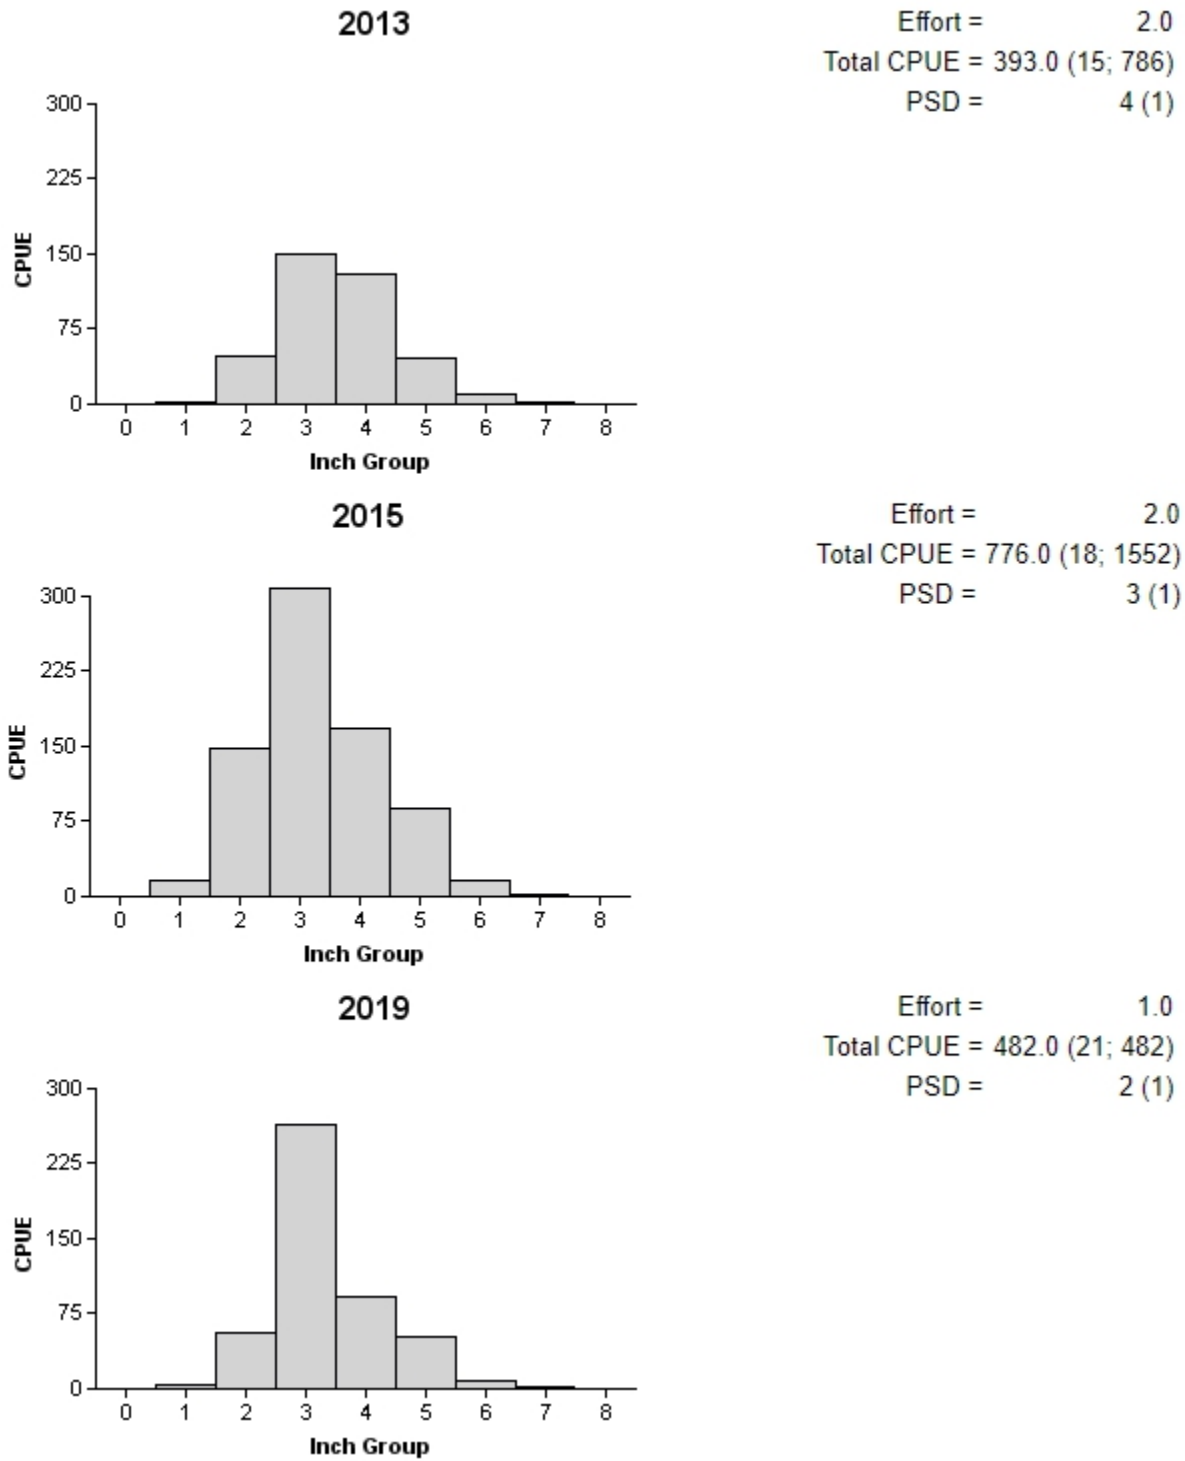 2013
Effort = 2.0
Total CPUE = 393.0 (15; 786)
PSD = 4 (1)
300
225
150
75
0
CPUE
0 1 2 3 4 5 6 7 8
Inch Group
2015
Effort = 2.0
Total CPUE = 776.0 (18; 1552)
PSD = 3 (1)
300
225
150
75
0
CPUE
0 1 2 3 4 5 6 7 8
Inch Group
2019
Effort = 1.0
Total CPUE = 482.0 (21; 482)
PSD = 2 (1)
300
225
150
75
0
CPUE
0 1 2 3 4 5 6 7 8
Inch Group